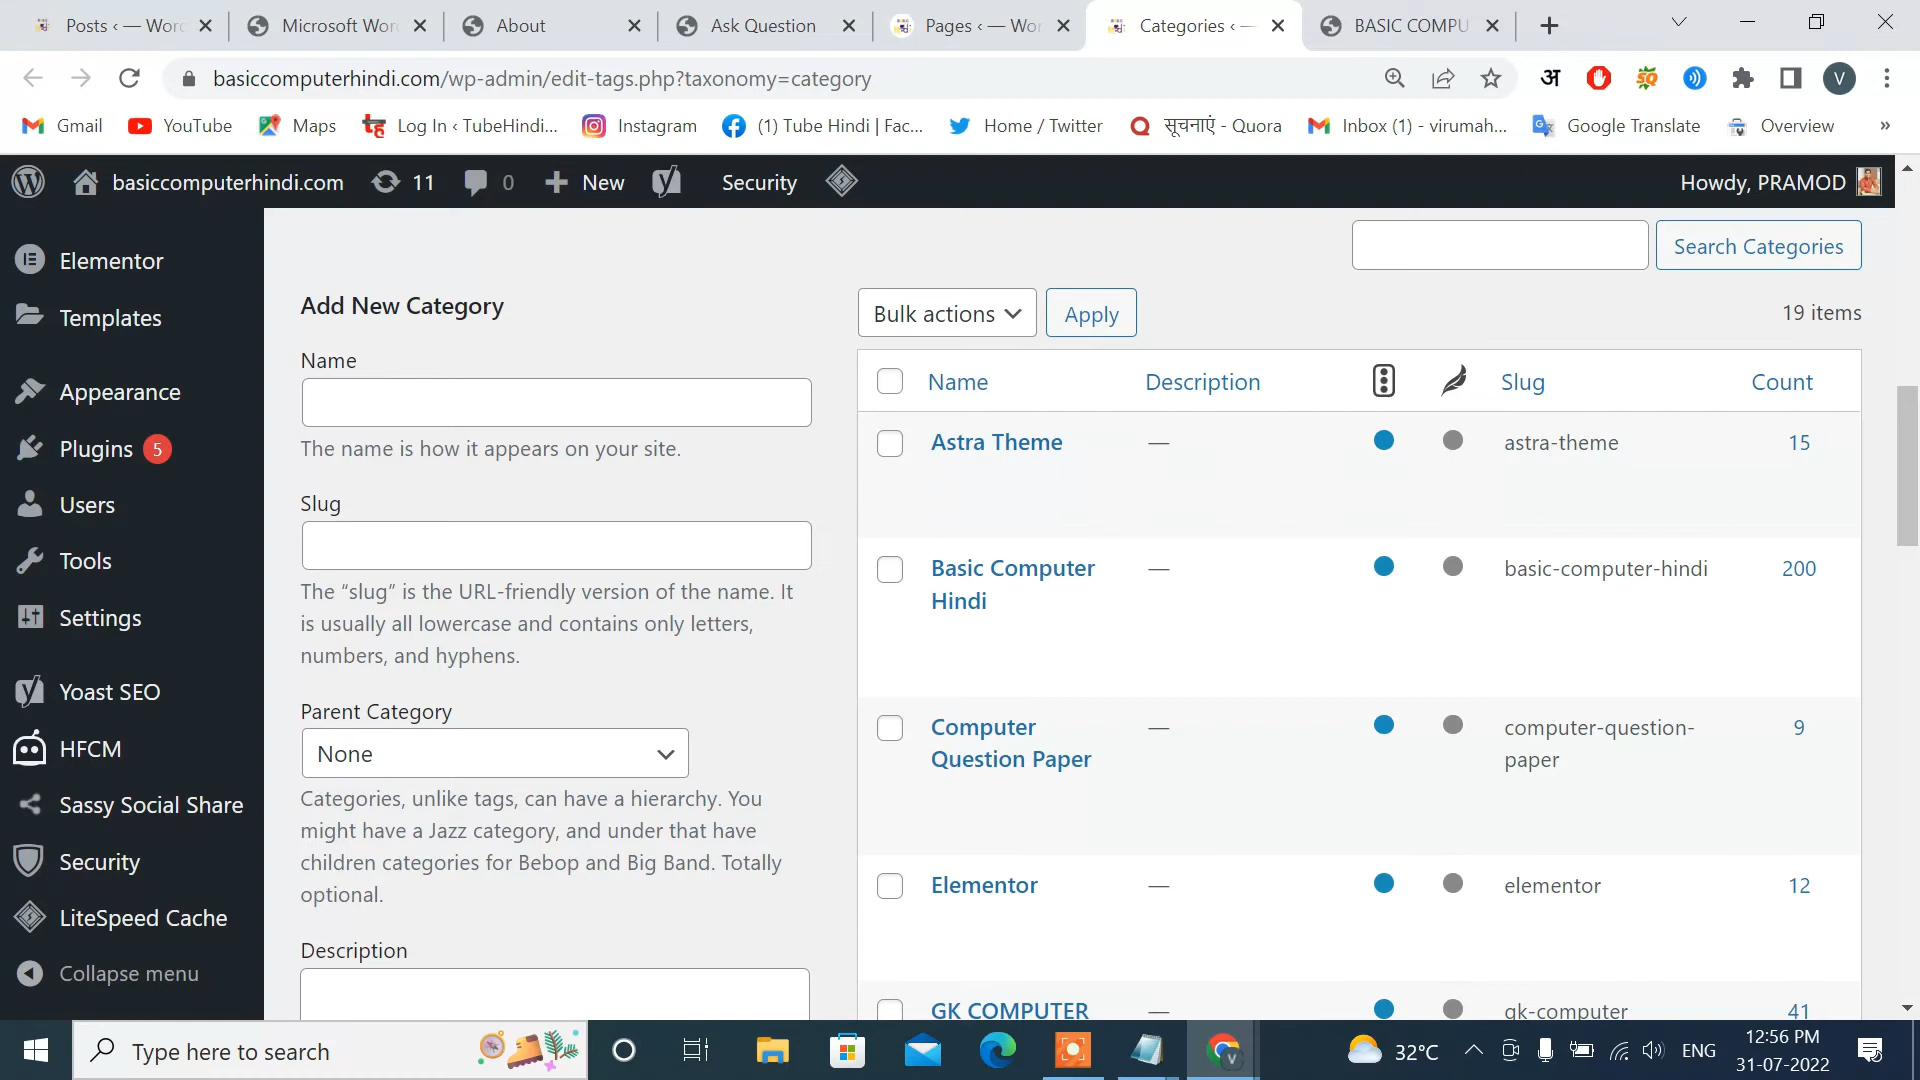 Posts ‹ — Word
Microsoft Wor
About
Ask Question
Pages ‹ — Wor
Categories ‹ —
BASIC COMPU
basiccomputerhindi.com/wp-admin/edit-tags.php?taxonomy=category
अ
SQ
V
Gmail
YouTube
Maps
Log In ‹ TubeHindi...
Instagram
(1) Tube Hindi | Fac...
Home / Twitter
सूचनाएं - Quora
Inbox (1) - virumah...
Google Translate
Overview
»
basiccomputerhindi.com
11
0
New
Security
Howdy, PRAMOD
Elementor
Templates
Appearance
Plugins 5
Users
Tools
Settings
Yoast SEO
HFCM
Sassy Social Share
Security
LiteSpeed Cache
Collapse menu
Search Categories
Add New Category
Name
The name is how it appears on your site.
Slug
The “slug” is the URL-friendly version of the name. It
is usually all lowercase and contains only letters,
numbers, and hyphens.
Parent Category
None
Categories, unlike tags, can have a hierarchy. You
might have a Jazz category, and under that have
children categories for Bebop and Big Band. Totally
optional.
Description
Bulk actions
Apply
19 items
Name Description Slug Count
Astra Theme — astra-theme 15
Basic Computer — basic-computer-hindi 200
Hindi
Computer — computer-question- 9
Question Paper paper
Elementor — elementor 12
GK COMPUTER — gk-computer 41
Type here to search
32°C
ENG
12:56 PM
31-07-2022